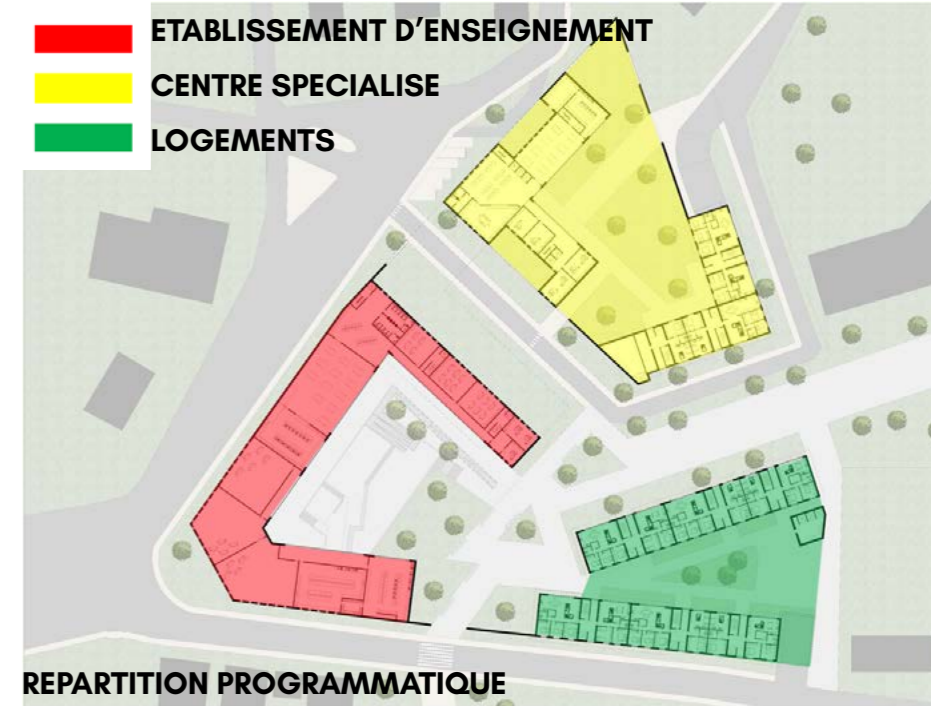 ETABLISSEMENT D'ENSEIGNEMENT
CENTRE SPECIALISE
LOGEMENTS
REPARTITION PROGRAMMATIQUE